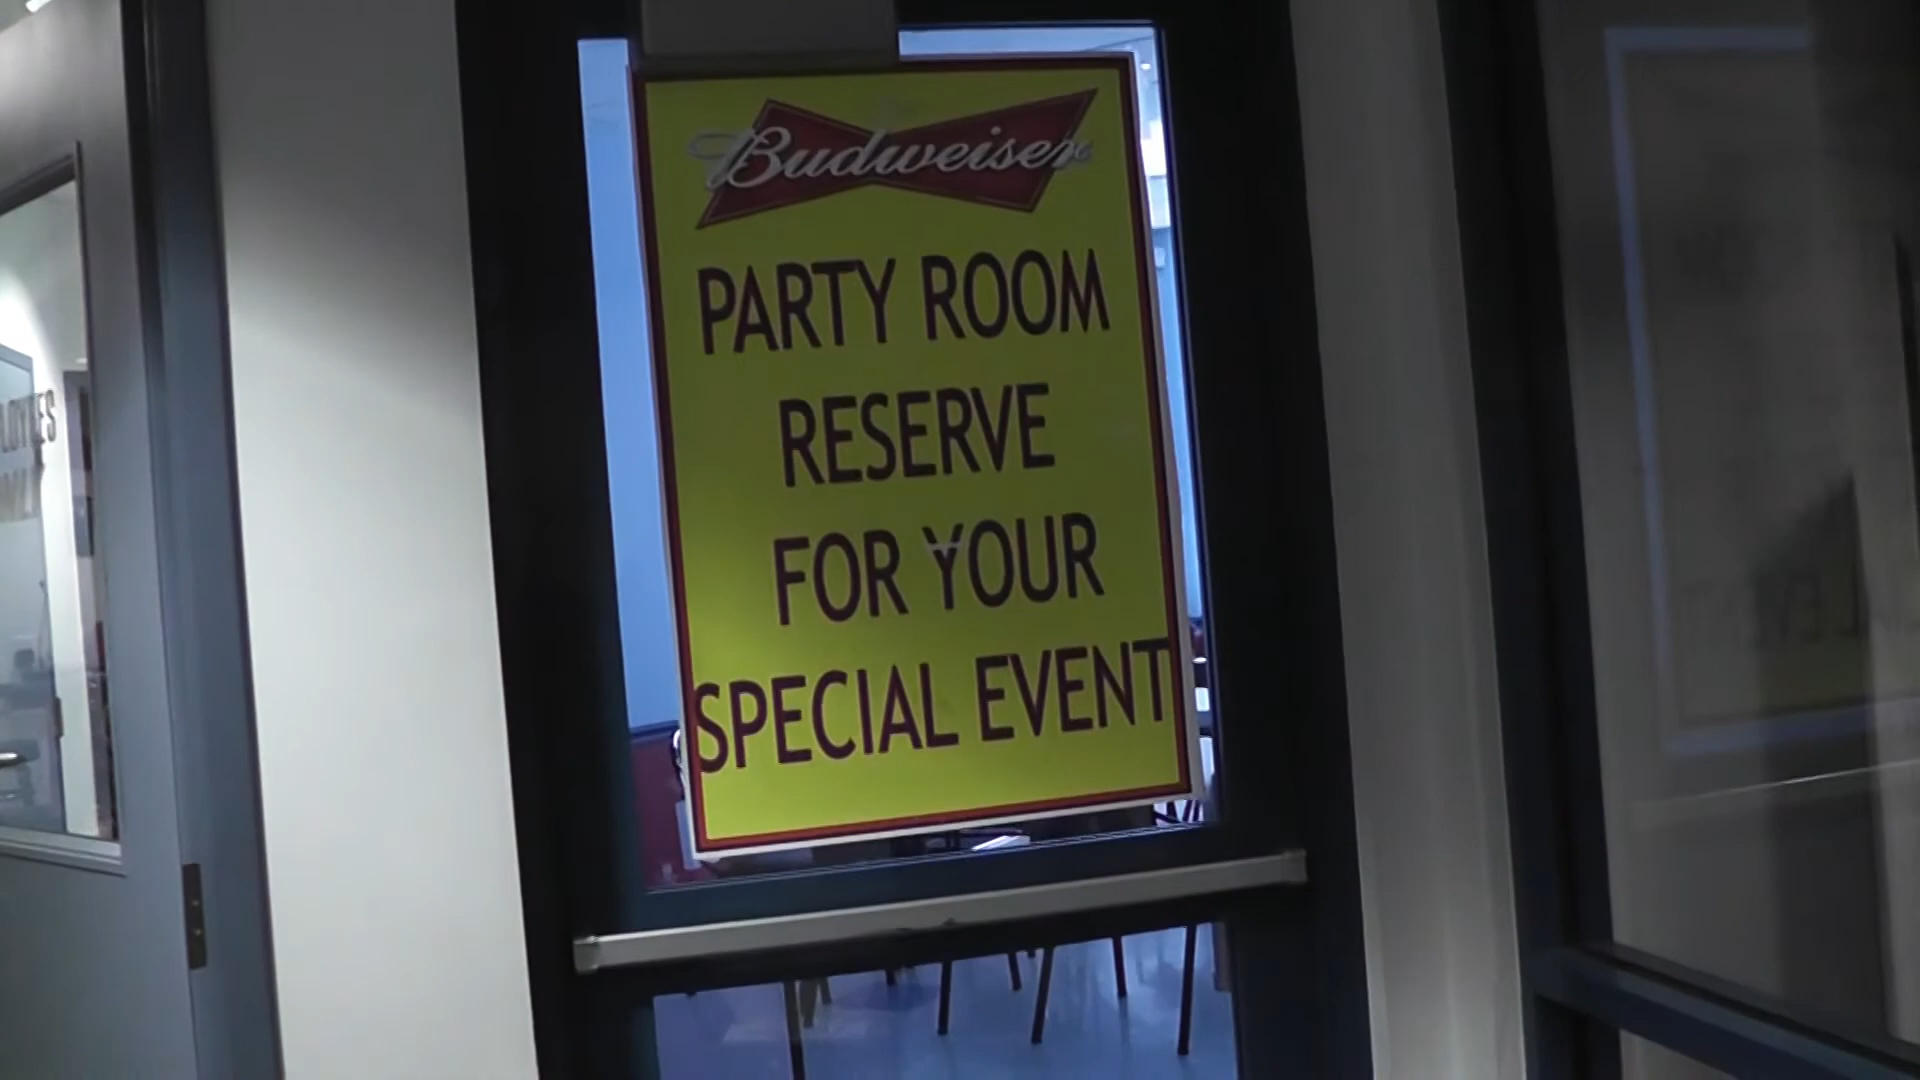 Budweiser
PARTY ROOM
RESERVE
FOR YOUR
SPECIAL EVENT